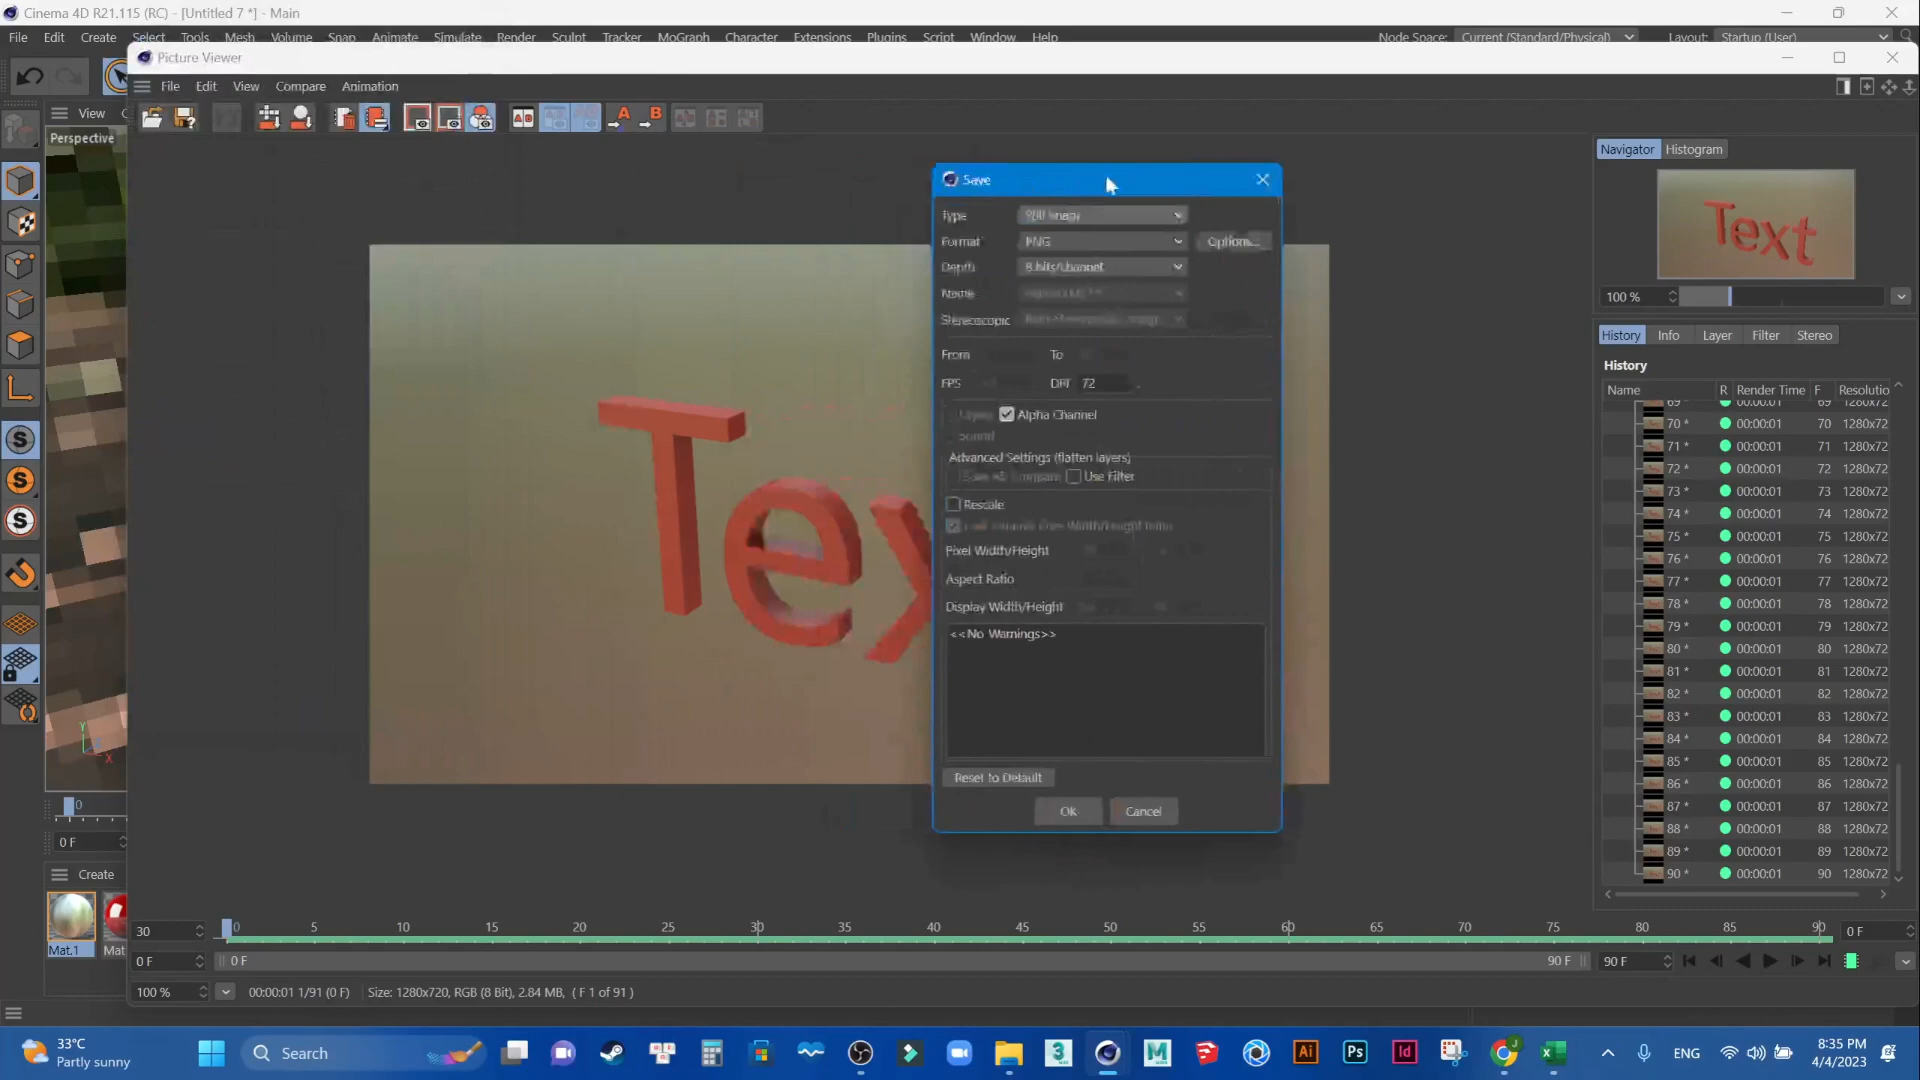 Cinema 4D R21.115 (RC) - [Untitled 7 *] - Main
File Edit Create Select Tools Mesh Volume Snap Animate Simulate Render Sculpt Tracker MoGraph Character Extensions Plugins Script Window Help Node Space: Current (Standard/Physical) Layout: Startup (User)
Picture Viewer
File Edit View Compare Animation
View
Perspective
Navigator Histogram
Text
100 %
Save
Type Still Image
Format PNG Options...
Depth 8 bits/channel
Name
Stereoscopic
From To
FPS DPI 72
Layers Alpha Channel
Sound
Advanced Settings (flatten layers)
Use Filter
Rescale
Pixel Width/Height
Aspect Ratio
Display Width/Height
<<No Warnings>>
Reset to Default
Ok Cancel
Tex
History Info Layer Filter Stereo
History
Name R Render Time F Resolutio
69 00:00:01 69 1280x72
70 * 00:00:01 70 1280x72
71 * 00:00:01 71 1280x72
72 * 00:00:01 72 1280x72
73 * 00:00:01 73 1280x72
74 * 00:00:01 74 1280x72
75 * 00:00:01 75 1280x72
76 * 00:00:01 76 1280x72
77 * 00:00:01 77 1280x72
78 * 00:00:01 78 1280x72
79 * 00:00:01 79 1280x72
80 * 00:00:01 80 1280x72
81 * 00:00:01 81 1280x72
82 * 00:00:01 82 1280x72
83 * 00:00:01 83 1280x72
84 * 00:00:01 84 1280x72
85 * 00:00:01 85 1280x72
86 * 00:00:01 86 1280x72
87 * 00:00:01 87 1280x72
88 * 00:00:01 88 1280x72
89 * 00:00:01 89 1280x72
90 * 00:00:01 90 1280x72
0
0 F
Create
Mat.1 Mat
30 0 5 10 15 20 25 30 35 40 45 50 55 60 65 70 75 80 85 90 0 F
0 F 0 F 90 F 90 F
100 % 00:00:01 1/91 (0 F) Size: 1280x720, RGB (8 Bit), 2.84 MB, ( F 1 of 91 )
33°C
Partly sunny
Search
ENG
8:35 PM
4/4/2023